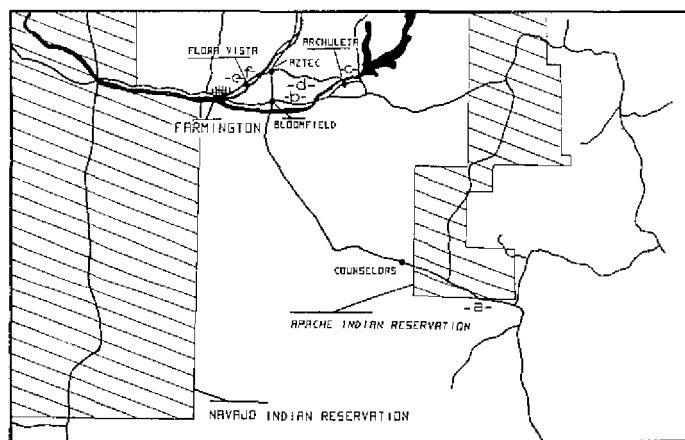 FLORA VISTA
ARCHULETA
AZTEC
-c-
-f-
-e-
-d-
-b-
FARMINGTON
BLOOMFIELD
COUNSELORS
-a-
APACHE INDIAN RESERVATION
NAVAJO INDIAN RESERVATION